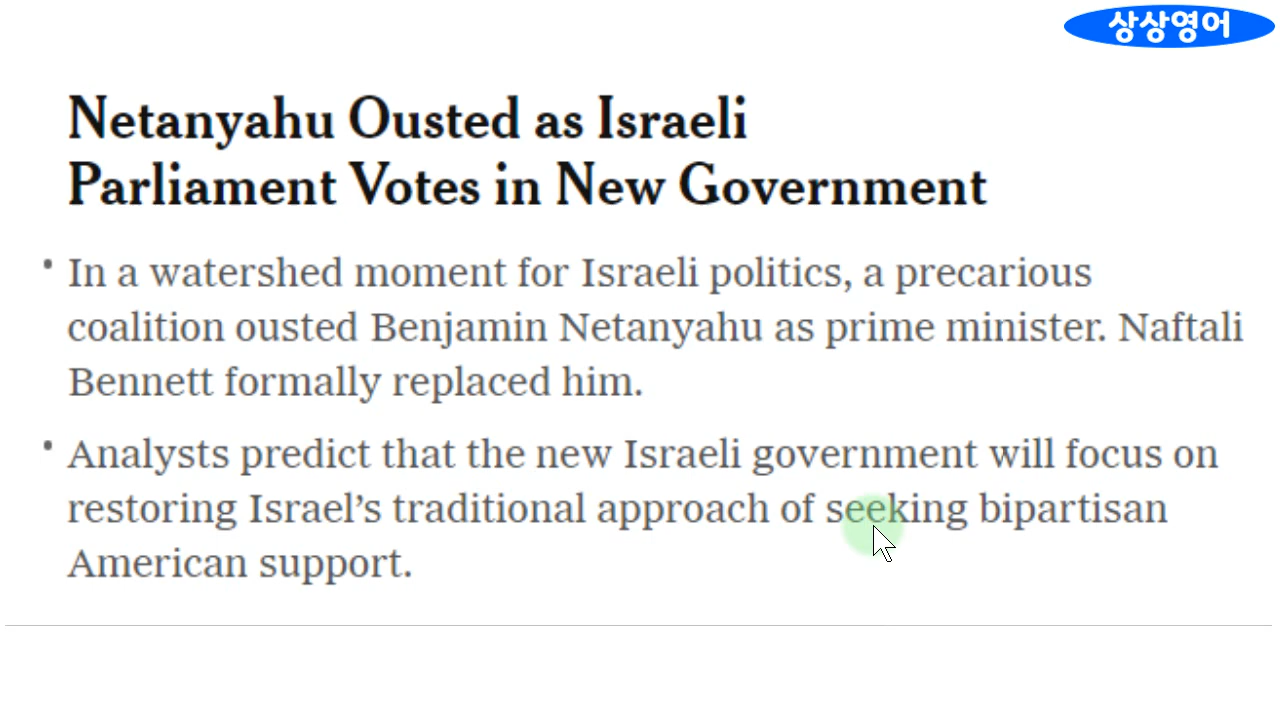 상상영어
Netanyahu Ousted as Israeli
Parliament Votes in New Government
• In a watershed moment for Israeli politics, a precarious
coalition ousted Benjamin Netanyahu as prime minister. Naftali
Bennett formally replaced him.
• Analysts predict that the new Israeli government will focus on
restoring Israel’s traditional approach of seeking bipartisan
American support.